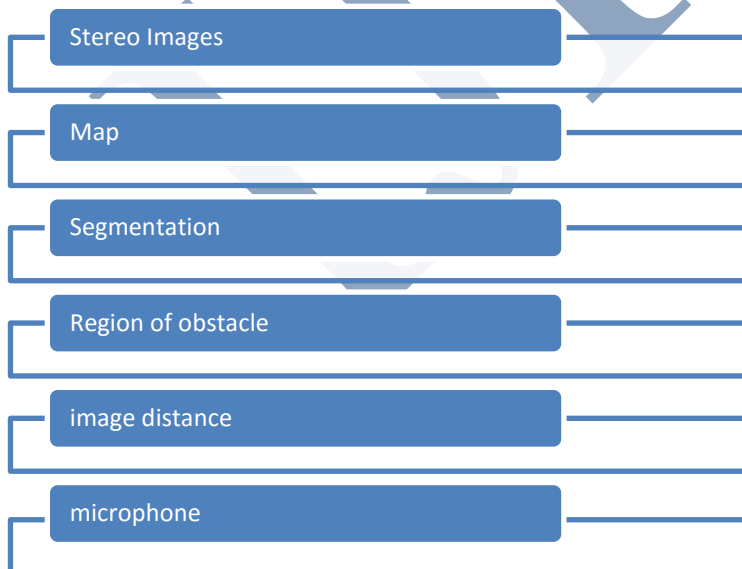 Stereo Images
Map
Segmentation
Region of obstacle
image distance
microphone